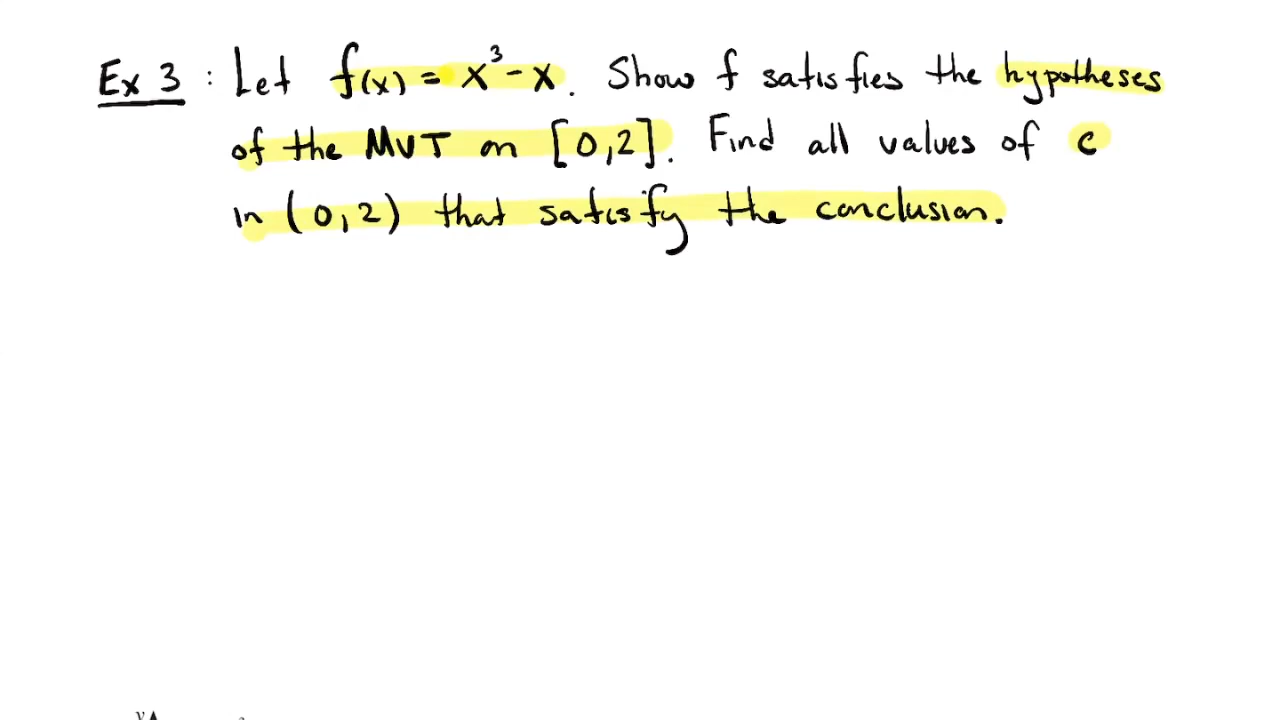 Ex 3 : Let f(x) = x³ - x. Show f satisfies the hypotheses
of the MVT on [0,2]. Find all values of c
in (0,2) that satisfy the conclusion.
y